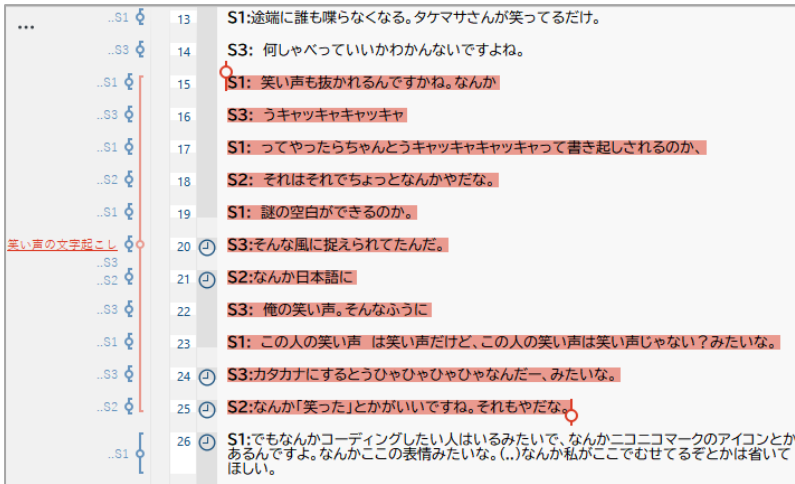 ...
..S1 13 S1:途端に誰も喋らなくなる。タケマサさんが笑ってるだけ。
..S3 14 S3: 何しゃべっていいかわかんないですよね。
..S1 15 S1: 笑い声も抜かれるんですかね。なんか
..S3 16 S3: うキャッキャキャッキャ
..S1 17 S1: ってやったらちゃんとうキャッキャキャッキャって書き起しされるのか、
..S2 18 S2: それはそれでちょっとなんかやだな。
..S1 19 S1: 謎の空白ができるのか。
笑い声の文字起こし 20 S3:そんな風に捉えられてたんだ。
..S3
..S2 21 S2:なんか日本語に
..S3 22 S3: 俺の笑い声。そんなふうに
..S1 23 S1: この人の笑い声 は笑い声だけど、この人の笑い声は笑い声じゃない?みたいな。
..S3 24 S3:カタカナにするとうひゃひゃひゃひゃなんだー、みたいな。
..S2 25 S2:なんか「笑った」とかがいいですね。それもやだな。
26 S1:でもなんかコーディングしたい人はいるみたいで、なんかニコニコマークのアイコンとか
..S1 あるんですよ。なんかここの表情みたいな。(..)なんか私がここでむせてるぞとかは省いて
ほしい。